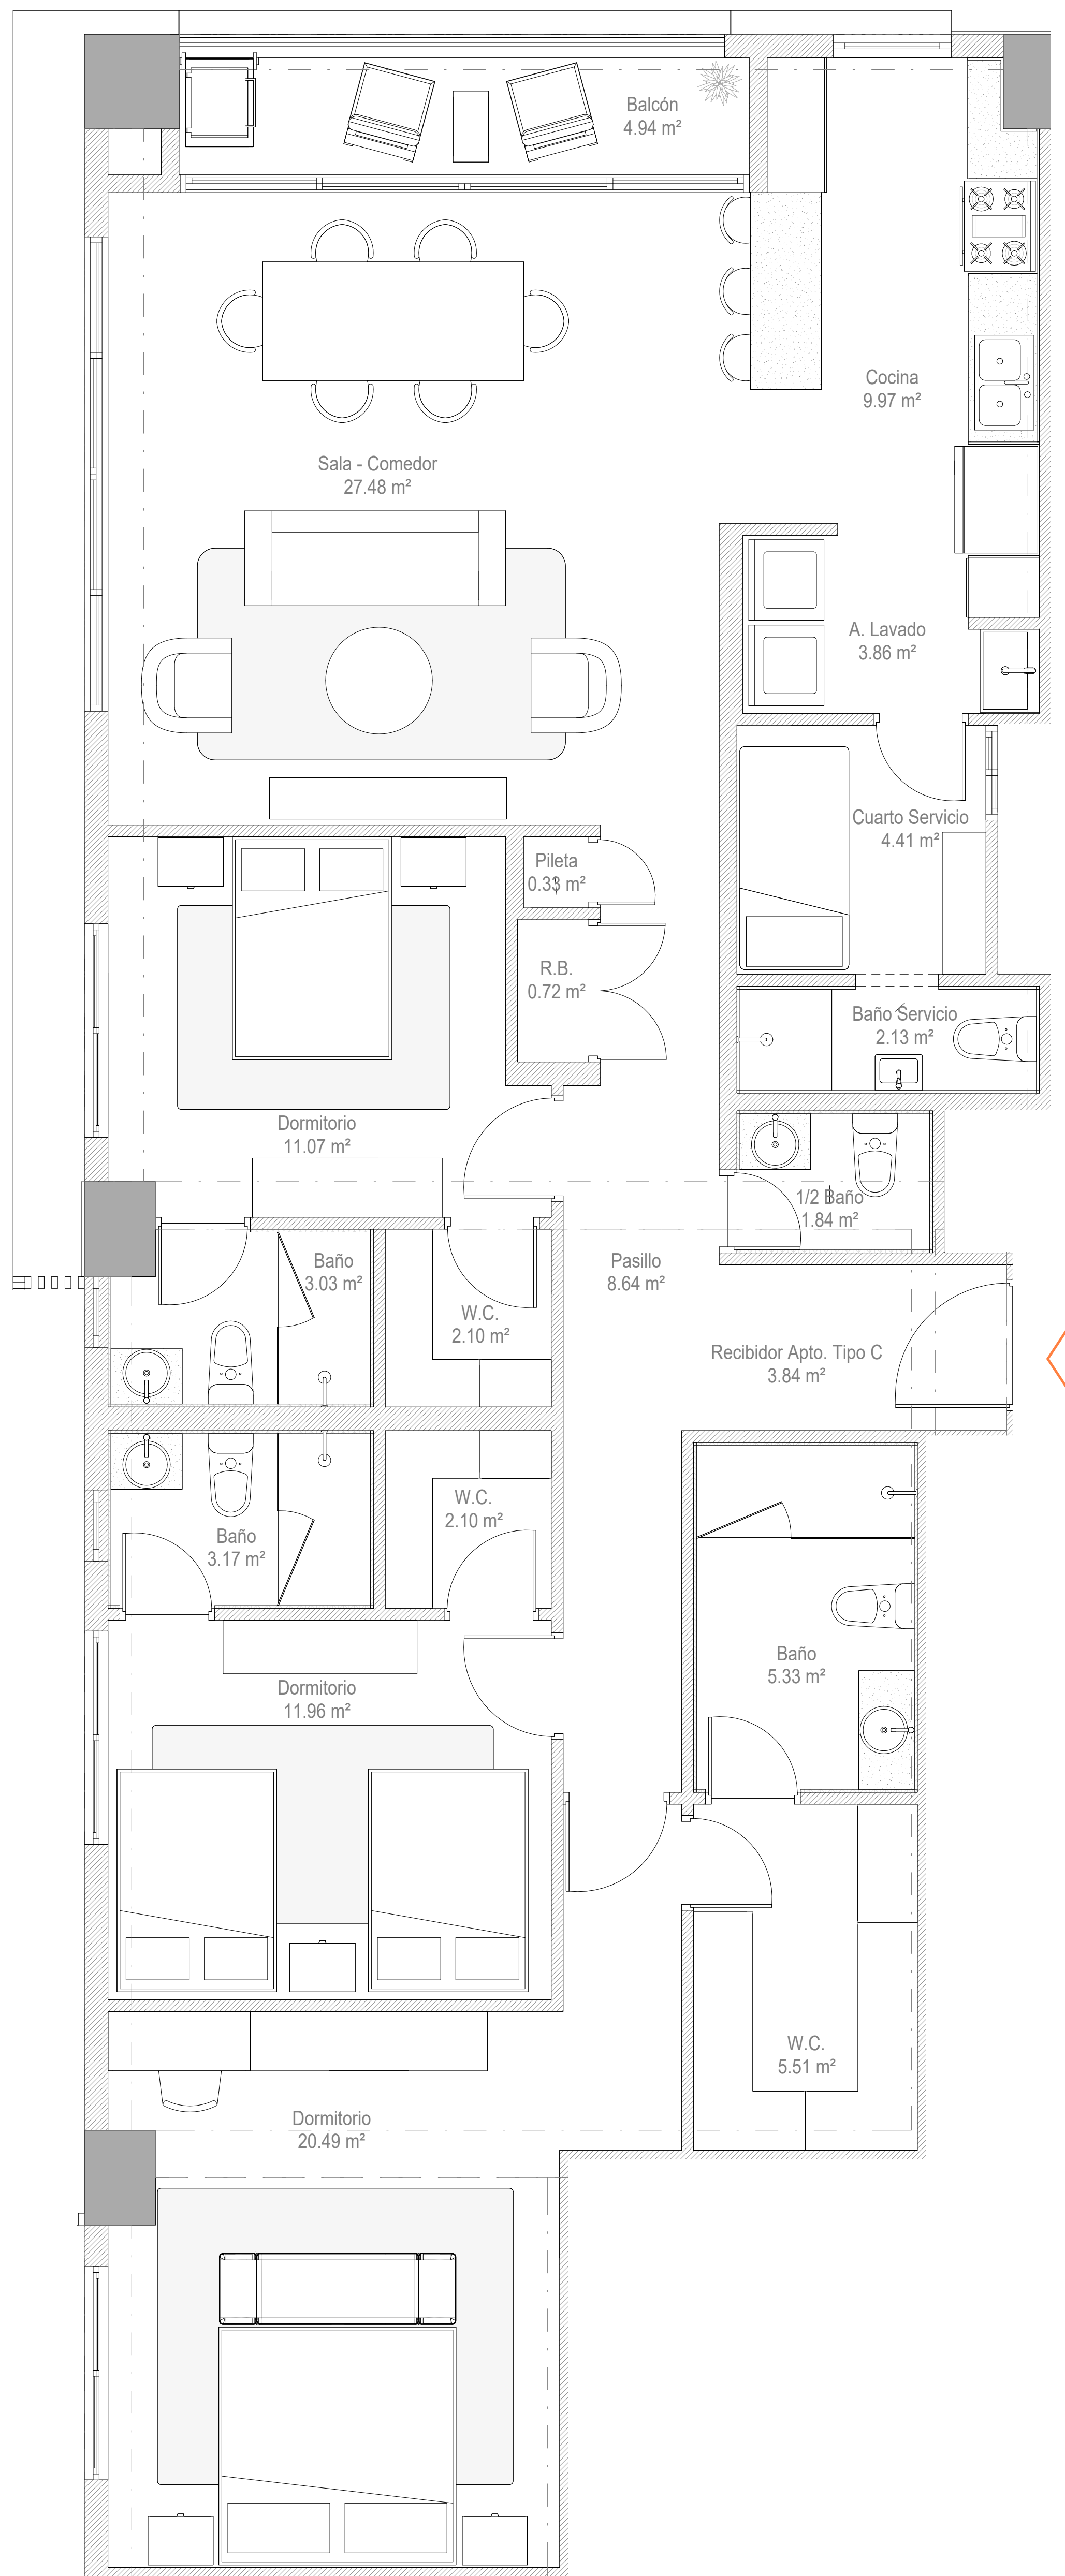 Balcón
4.94 m²
Cocina
9.97 m²
Sala - Comedor
27.48 m²
A. Lavado
3.86 m²
Cuarto Servicio
4.41 m²
Pileta
0.33 m²
R.B.
0.72 m²
Baño Servicio
2.13 m²
Dormitorio
11.07 m²
1/2 Baño
1.84 m²
Baño
3.03 m²
Pasillo
8.64 m²
W.C.
2.10 m²
Recibidor Apto. Tipo C
3.84 m²
W.C.
2.10 m²
Baño
3.17 m²
Baño
5.33 m²
Dormitorio
11.96 m²
W.C.
5.51 m²
Dormitorio
20.49 m²